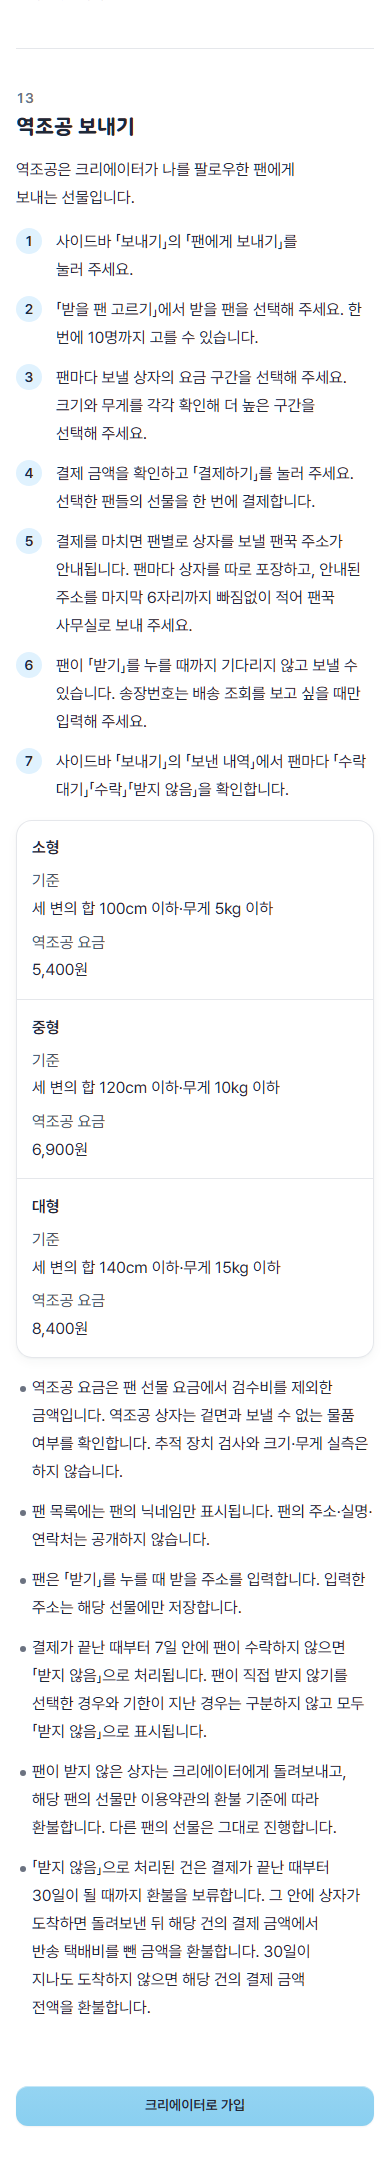 13
역조공 보내기
역조공은 크리에이터가 나를 팔로우한 팬에게
보내는 선물입니다.
1 사이드바 「보내기」의 「팬에게 보내기」를
눌러 주세요.
2 「받을 팬 고르기」에서 받을 팬을 선택해 주세요. 한
번에 10명까지 고를 수 있습니다.
3 팬마다 보낼 상자의 요금 구간을 선택해 주세요.
크기와 무게를 각각 확인해 더 높은 구간을
선택해 주세요.
4 결제 금액을 확인하고 「결제하기」를 눌러 주세요.
선택한 팬들의 선물을 한 번에 결제합니다.
5 결제를 마치면 팬별로 상자를 보낼 팬꾹 주소가
안내됩니다. 팬마다 상자를 따로 포장하고, 안내된
주소를 마지막 6자리까지 빠짐없이 적어 팬꾹
사무실로 보내 주세요.
6 팬이 「받기」를 누를 때까지 기다리지 않고 보낼 수
있습니다. 송장번호는 배송 조회를 보고 싶을 때만
입력해 주세요.
7 사이드바 「보내기」의 「보낸 내역」에서 팬마다 「수락
대기」「수락」「받지 않음」을 확인합니다.
소형
기준
세 변의 합 100cm 이하·무게 5kg 이하
역조공 요금
5,400원
중형
기준
세 변의 합 120cm 이하·무게 10kg 이하
역조공 요금
6,900원
대형
기준
세 변의 합 140cm 이하·무게 15kg 이하
역조공 요금
8,400원
• 역조공 요금은 팬 선물 요금에서 검수비를 제외한
금액입니다. 역조공 상자는 겉면과 보낼 수 없는 물품
여부를 확인합니다. 추적 장치 검사와 크기·무게 실측은
하지 않습니다.
• 팬 목록에는 팬의 닉네임만 표시됩니다. 팬의 주소·실명·
연락처는 공개하지 않습니다.
• 팬은 「받기」를 누를 때 받을 주소를 입력합니다. 입력한
주소는 해당 선물에만 저장합니다.
• 결제가 끝난 때부터 7일 안에 팬이 수락하지 않으면
「받지 않음」으로 처리됩니다. 팬이 직접 받지 않기를
선택한 경우와 기한이 지난 경우는 구분하지 않고 모두
「받지 않음」으로 표시됩니다.
• 팬이 받지 않은 상자는 크리에이터에게 돌려보내고,
해당 팬의 선물만 이용약관의 환불 기준에 따라
환불합니다. 다른 팬의 선물은 그대로 진행합니다.
• 「받지 않음」으로 처리된 건은 결제가 끝난 때부터
30일이 될 때까지 환불을 보류합니다. 그 안에 상자가
도착하면 돌려보낸 뒤 해당 건의 결제 금액에서
반송 택배비를 뺀 금액을 환불합니다. 30일이
지나도 도착하지 않으면 해당 건의 결제 금액
전액을 환불합니다.
크리에이터로 가입